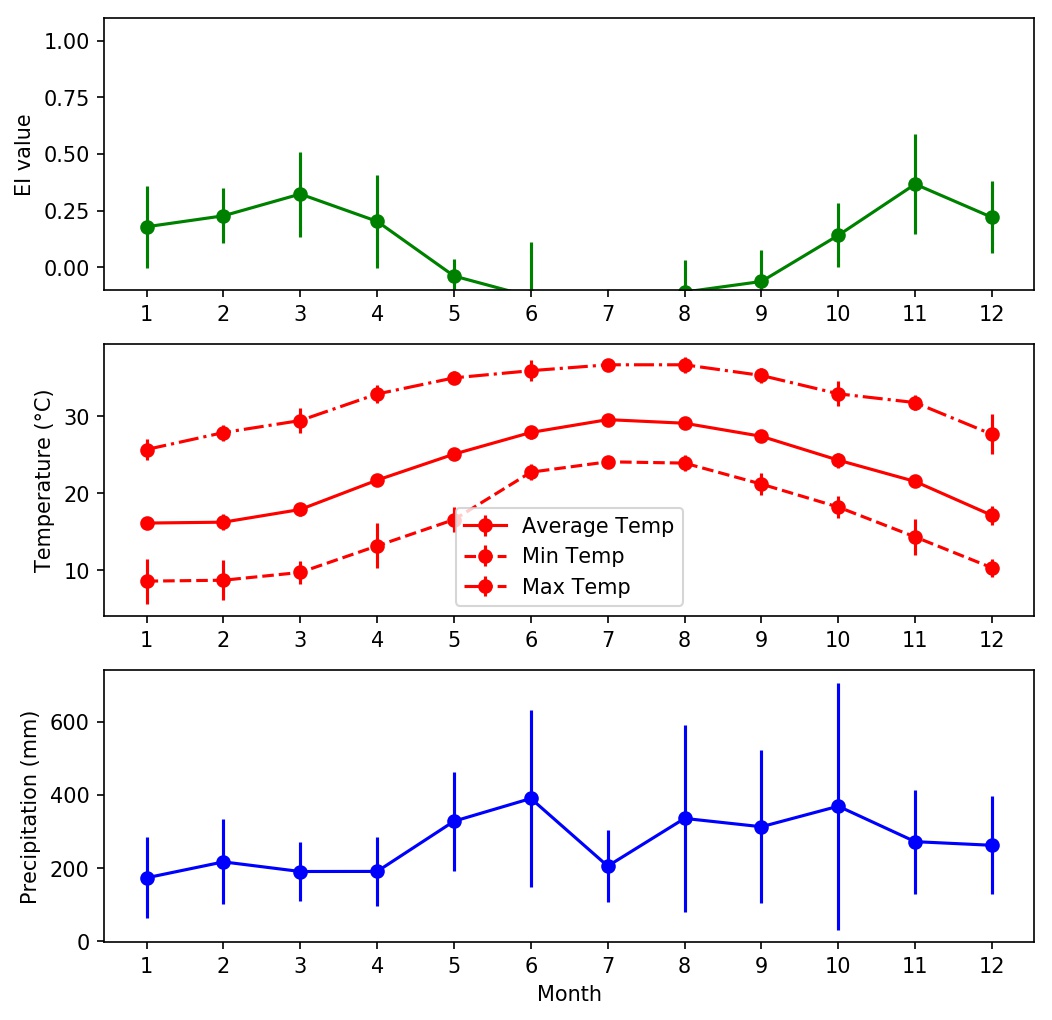 EI value
1.00
0.75
0.50
0.25
0.00
1 2 3 4 5 6 7 8 9 10 11 12
Temperature (°C)
30
20
10
Average Temp
Min Temp
Max Temp
1 2 3 4 5 6 7 8 9 10 11 12
Precipitation (mm)
600
400
200
0
1 2 3 4 5 6 7 8 9 10 11 12
Month